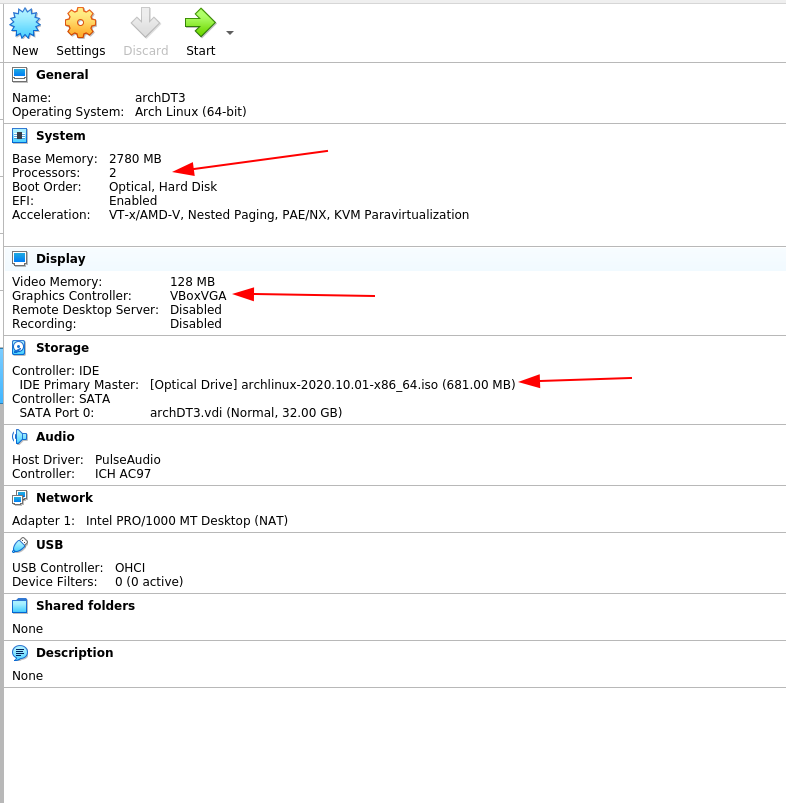 New Settings Discard Start
General
Name: archDT3
Operating System: Arch Linux (64-bit)
System
Base Memory: 2780 MB
Processors: 2
Boot Order: Optical, Hard Disk
EFI: Enabled
Acceleration: VT-x/AMD-V, Nested Paging, PAE/NX, KVM Paravirtualization
Display
Video Memory: 128 MB
Graphics Controller: VBoxVGA
Remote Desktop Server: Disabled
Recording: Disabled
Storage
Controller: IDE
IDE Primary Master: [Optical Drive] archlinux-2020.10.01-x86_64.iso (681.00 MB)
Controller: SATA
SATA Port 0: archDT3.vdi (Normal, 32.00 GB)
Audio
Host Driver: PulseAudio
Controller: ICH AC97
Network
Adapter 1: Intel PRO/1000 MT Desktop (NAT)
USB
USB Controller: OHCI
Device Filters: 0 (0 active)
Shared folders
None
Description
None